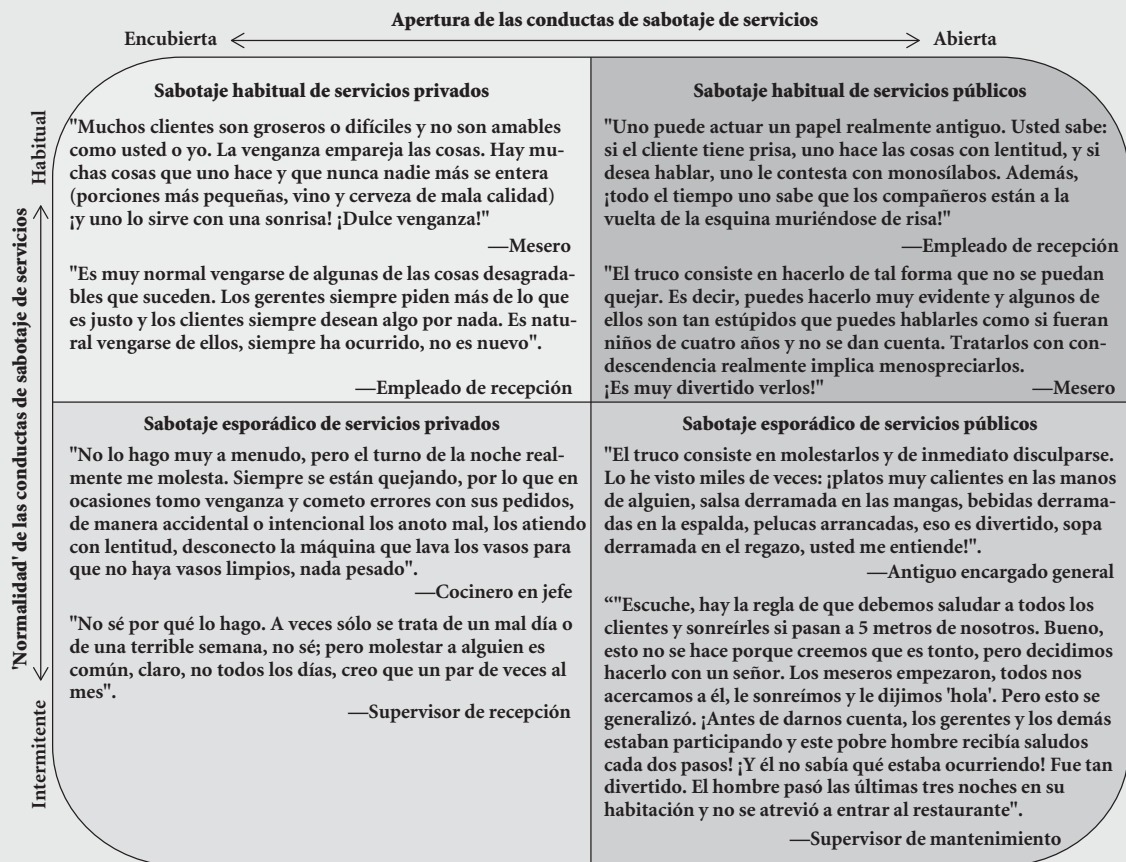 Apertura de las conductas de sabotaje de servicios
Encubierta
Abierta
'Normalidad' de las conductas de sabotaje de servicios
Habitual
Intermitente
Sabotaje habitual de servicios privados
"Muchos clientes son groseros o difíciles y no son amables
como usted o yo. La venganza empareja las cosas. Hay mu-
chas cosas que uno hace y que nunca nadie más se entera
(porciones más pequeñas, vino y cerveza de mala calidad)
¡y uno lo sirve con una sonrisa! ¡Dulce venganza!"
—Mesero
"Es muy normal vengarse de algunas de las cosas desagrada-
bles que suceden. Los gerentes siempre piden más de lo que
es justo y los clientes siempre desean algo por nada. Es natu-
ral vengarse de ellos, siempre ha ocurrido, no es nuevo".
—Empleado de recepción
Sabotaje habitual de servicios públicos
"Uno puede actuar un papel realmente antiguo. Usted sabe:
si el cliente tiene prisa, uno hace las cosas con lentitud, y si
desea hablar, uno le contesta con monosílabos. Además,
¡todo el tiempo uno sabe que los compañeros están a la
vuelta de la esquina muriéndose de risa!"
—Empleado de recepción
"El truco consiste en hacerlo de tal forma que no se puedan
quejar. Es decir, puedes hacerlo muy evidente y algunos de
ellos son tan estúpidos que puedes hablarles como si fueran
niños de cuatro años y no se dan cuenta. Tratarlos con con-
descendencia realmente implica menospreciarlos.
¡Es muy divertido verlos!" —Mesero
Sabotaje esporádico de servicios privados
"No lo hago muy a menudo, pero el turno de la noche real-
mente me molesta. Siempre se están quejando, por lo que en
ocasiones tomo venganza y cometo errores con sus pedidos,
de manera accidental o intencional los anoto mal, los atiendo
con lentitud, desconecto la máquina que lava los vasos para
que no haya vasos limpios, nada pesado".
—Cocinero en jefe
"No sé por qué lo hago. A veces sólo se trata de un mal día o
de una terrible semana, no sé; pero molestar a alguien es
común, claro, no todos los días, creo que un par de veces al
mes".
—Supervisor de recepción
Sabotaje esporádico de servicios públicos
"El truco consiste en molestarlos y de inmediato disculparse.
Lo he visto miles de veces: ¡platos muy calientes en las manos
de alguien, salsa derramada en las mangas, bebidas derrama-
das en la espalda, pelucas arrancadas, eso es divertido, sopa
derramada en el regazo, usted me entiende!".
—Antiguo encargado general
“"Escuche, hay la regla de que debemos saludar a todos los
clientes y sonreírles si pasan a 5 metros de nosotros. Bueno,
esto no se hace porque creemos que es tonto, pero decidimos
hacerlo con un señor. Los meseros empezaron, todos nos
acercamos a él, le sonreímos y le dijimos 'hola'. Pero esto se
generalizó. ¡Antes de darnos cuenta, los gerentes y los demás
estaban participando y este pobre hombre recibía saludos
cada dos pasos! ¡Y él no sabía qué estaba ocurriendo! Fue tan
divertido. El hombre pasó las últimas tres noches en su
habitación y no se atrevió a entrar al restaurante".
—Supervisor de mantenimiento